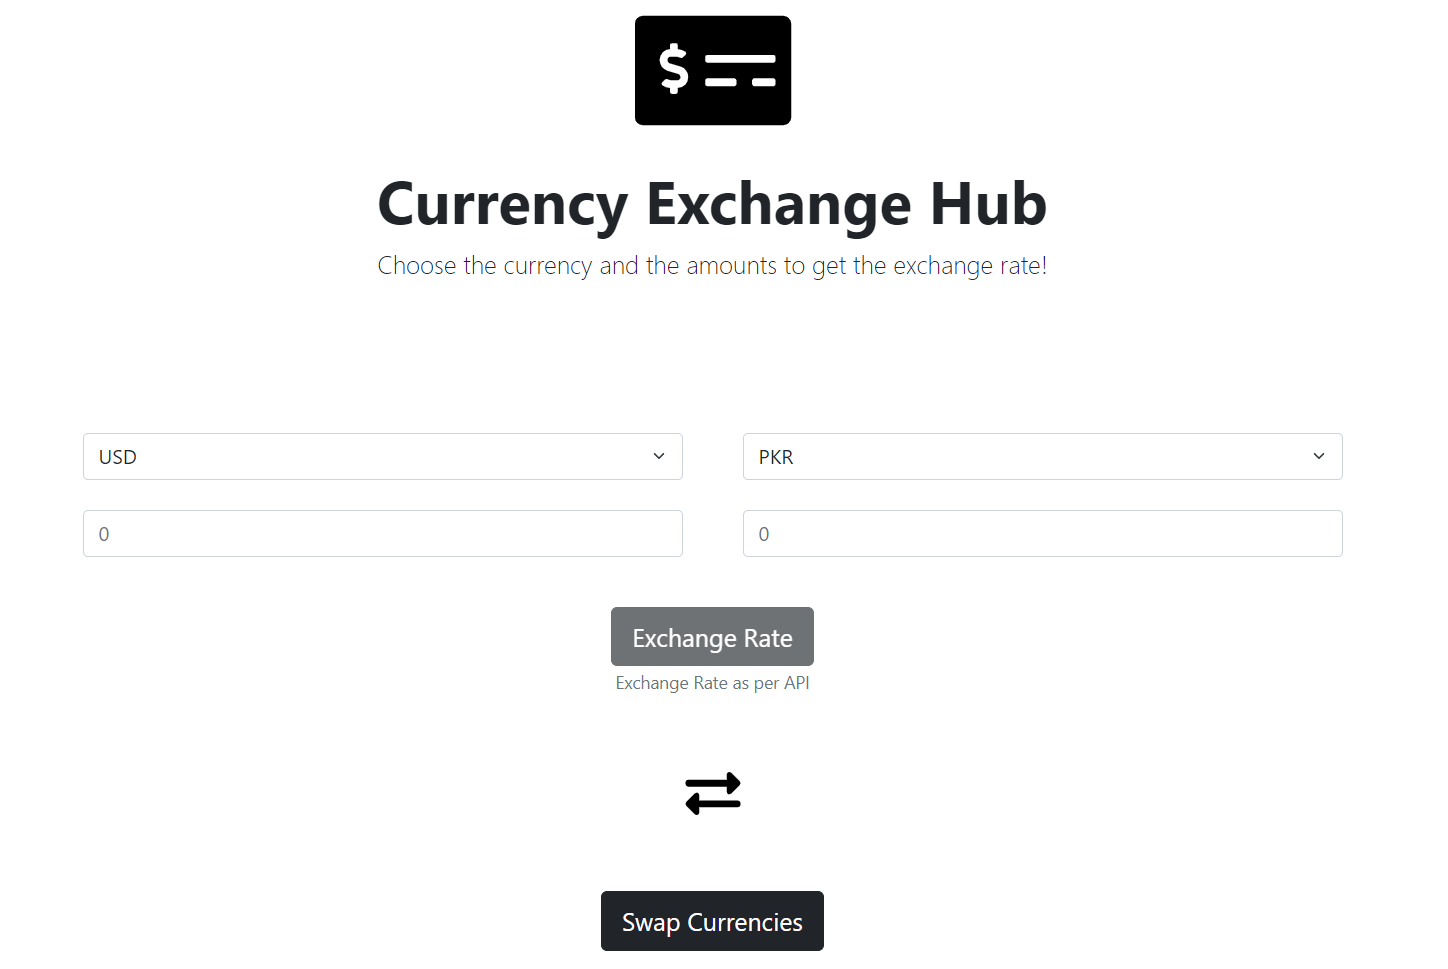 $
Currency Exchange Hub
Choose the currency and the amounts to get the exchange rate!
USD
PKR
0
0
Exchange Rate
Exchange Rate as per API
Swap Currencies